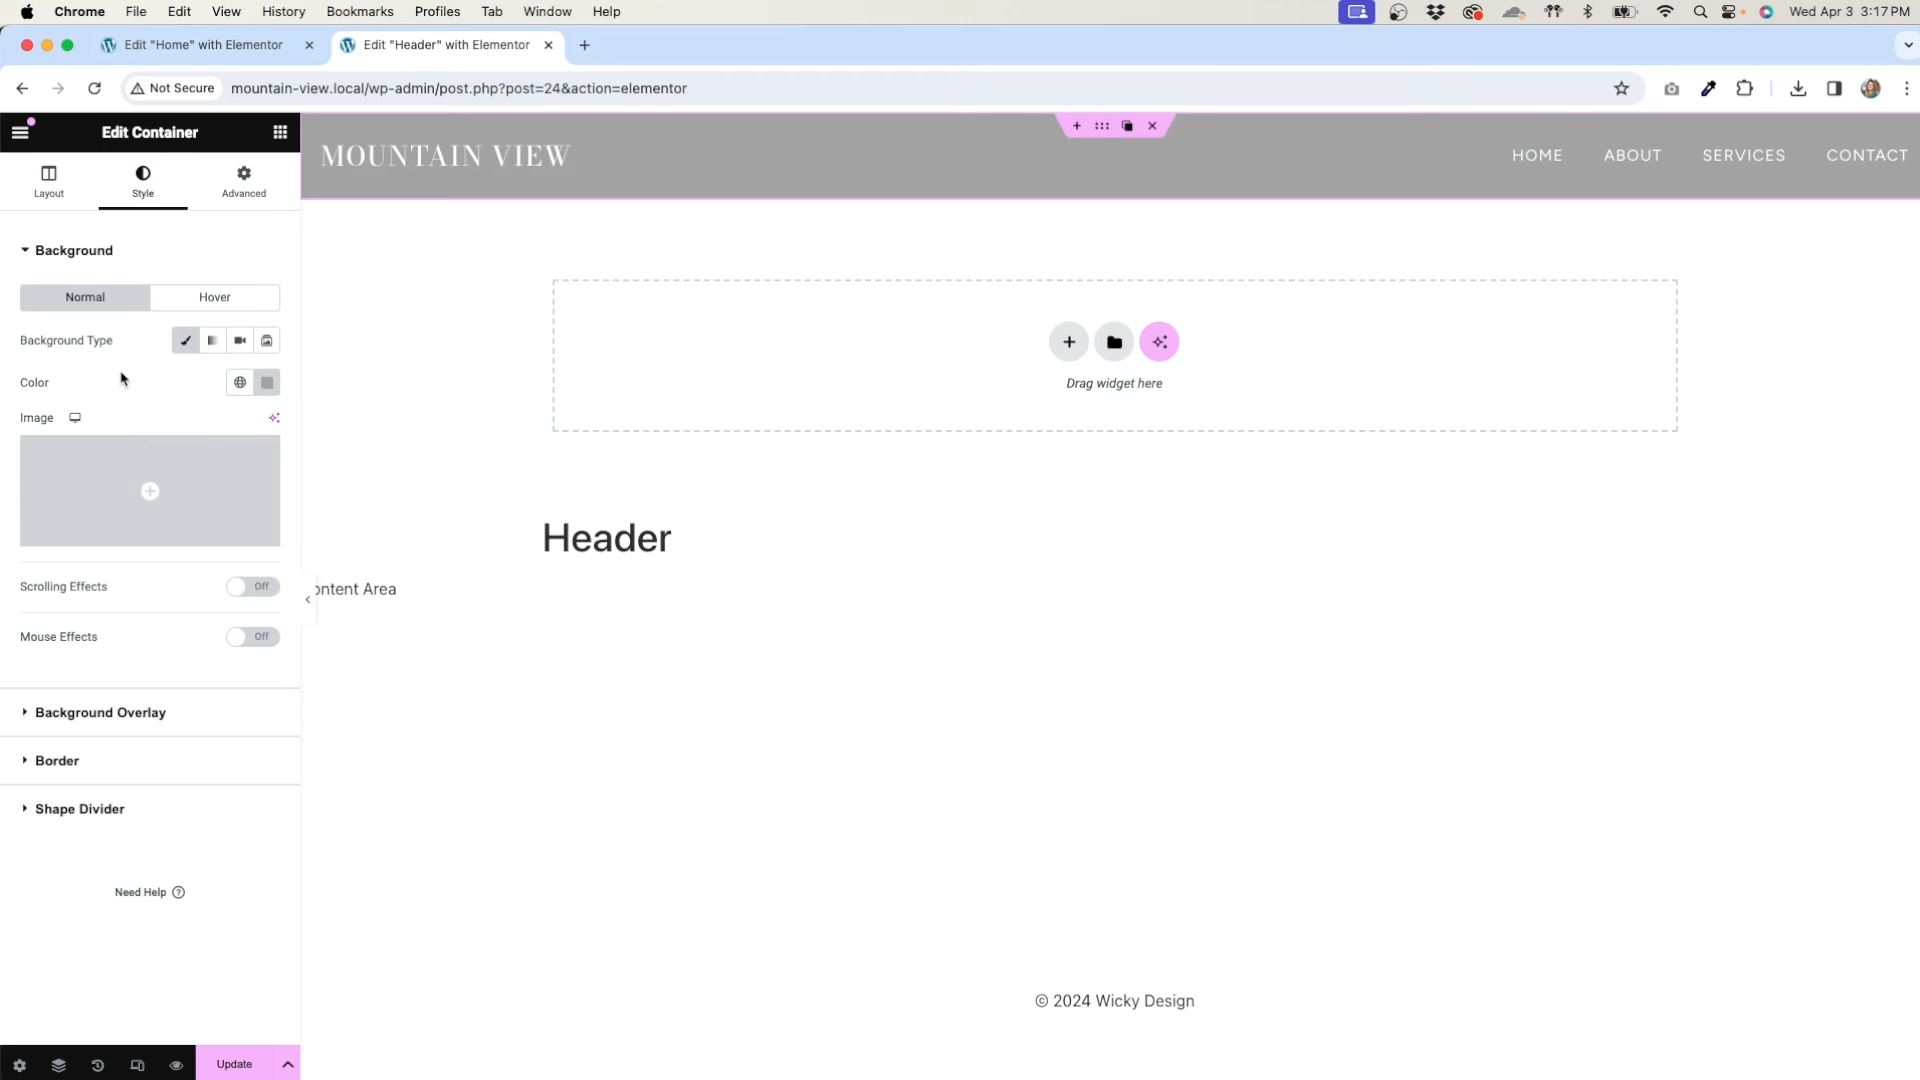 Chrome File Edit View History Bookmarks Profiles Tab Window Help Wed Apr 3 3:17 PM
Edit "Home" with Elementor Edit "Header" with Elementor
Not Secure mountain-view.local/wp-admin/post.php?post=24&action=elementor
Edit Container
MOUNTAIN VIEW HOME ABOUT SERVICES CONTACT
Layout Style Advanced
Background
Normal Hover
Background Type
Color
Drag widget here
Image
Header
Scrolling Effects Off
ontent Area
Mouse Effects Off
Background Overlay
Border
Shape Divider
Need Help
© 2024 Wicky Design
Update